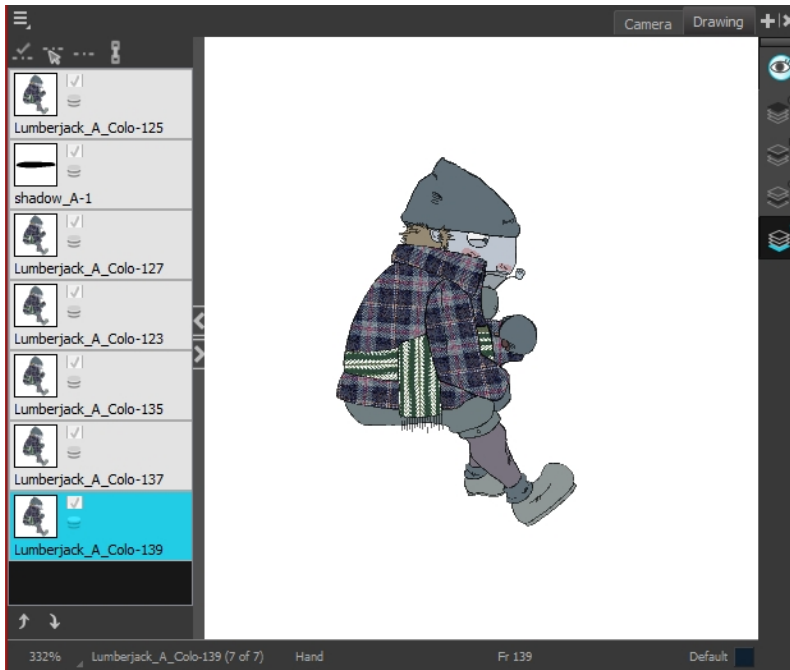 Camera
Drawing
Lumberjack_A_Colo-125
shadow_A-1
Lumberjack_A_Colo-127
Lumberjack_A_Colo-123
Lumberjack_A_Colo-135
Lumberjack_A_Colo-137
Lumberjack_A_Colo-139
332% Lumberjack_A_Colo-139 (7 of 7) Hand Fr 139 Default